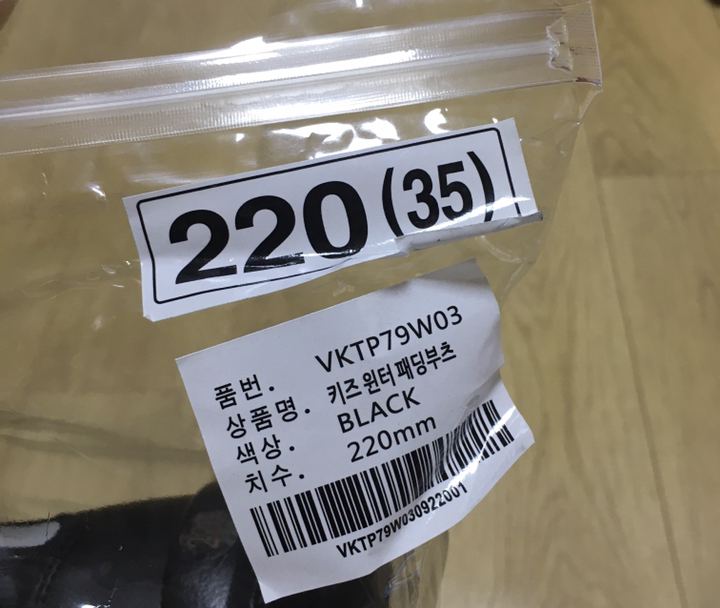 220 (35)
품번. VKTP79W03
상품명. 키즈 윈터 패딩부츠
색상. BLACK
치수. 220mm
VKTP79W030922001